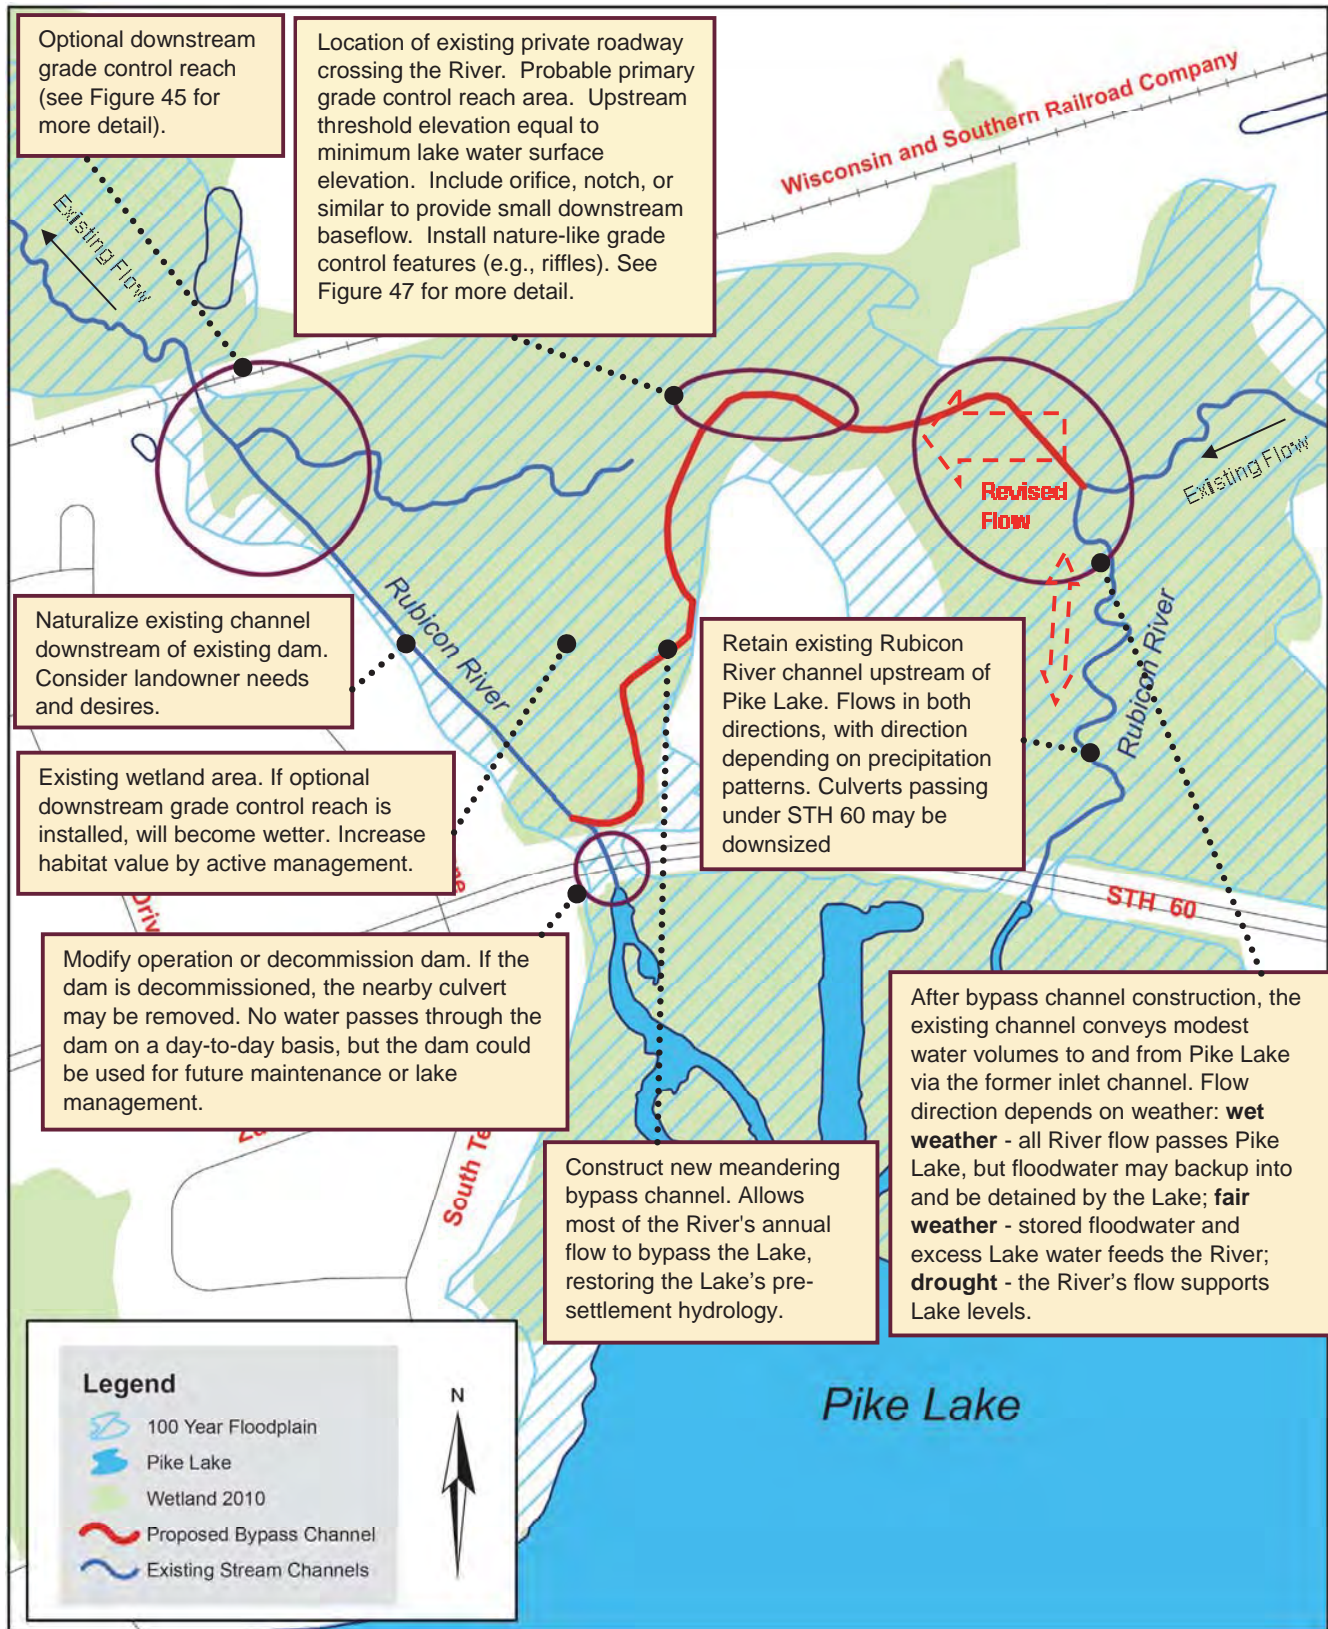 Optional downstream
grade control reach
(see Figure 45 for
more detail).
Location of existing private roadway
crossing the River. Probable primary
grade control reach area. Upstream
threshold elevation equal to
minimum lake water surface
elevation. Include orifice, notch, or
similar to provide small downstream
baseflow. Install nature-like grade
control features (e.g., riffles). See
Figure 47 for more detail.
Wisconsin and Southern Railroad Company
Existing Flow
Existing Flow
Revised
Flow
Rubicon River
Rubicon River
Naturalize existing channel
downstream of existing dam.
Consider landowner needs
and desires.
Retain existing Rubicon
River channel upstream of
Pike Lake. Flows in both
directions, with direction
depending on precipitation
patterns. Culverts passing
under STH 60 may be
downsized
Existing wetland area. If optional
downstream grade control reach is
installed, will become wetter. Increase
habitat value by active management.
STH 60
Modify operation or decommission dam. If the
dam is decommissioned, the nearby culvert
may be removed. No water passes through the
dam on a day-to-day basis, but the dam could
be used for future maintenance or lake
management.
After bypass channel construction, the
existing channel conveys modest
water volumes to and from Pike Lake
via the former inlet channel. Flow
direction depends on weather: wet
weather - all River flow passes Pike
Lake, but floodwater may backup into
and be detained by the Lake; fair
weather - stored floodwater and
excess Lake water feeds the River;
drought - the River's flow supports
Lake levels.
South Te
Construct new meandering
bypass channel. Allows
most of the River's annual
flow to bypass the Lake,
restoring the Lake's pre-
settlement hydrology.
Pike Lake
Legend
100 Year Floodplain
Pike Lake
Wetland 2010
Proposed Bypass Channel
Existing Stream Channels
N